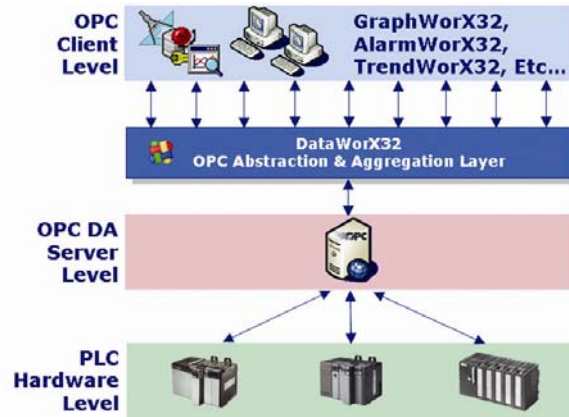 OPC
Client
Level
GraphWorX32,
AlarmWorX32,
TrendWorX32, Etc...
DataWorX32
OPC Abstraction & Aggregation Layer
OPC DA
Server
Level
OPC
PLC
Hardware
Level